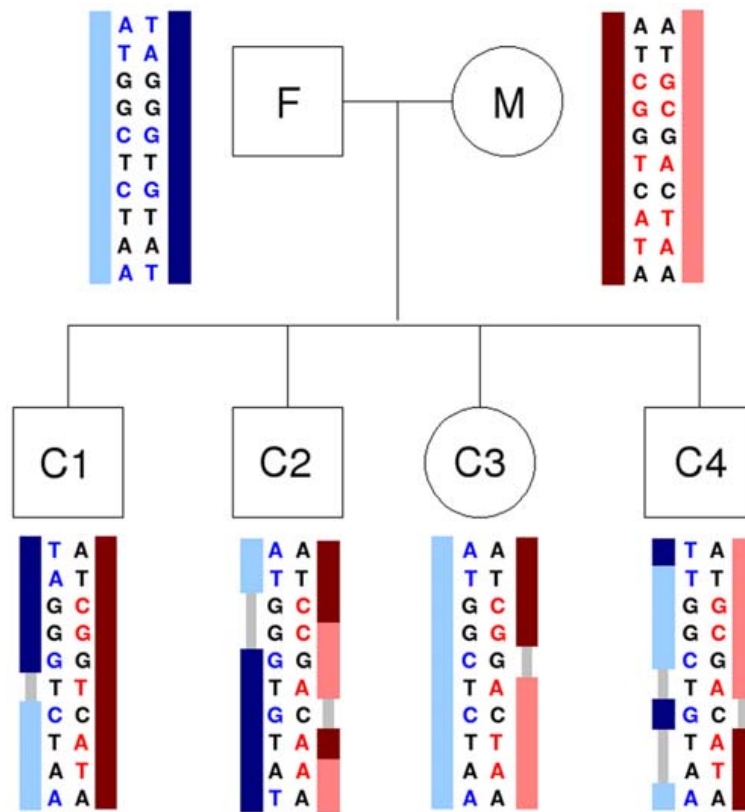 A T A A
T A T T
G G C G
G G F M G C
C G G G
T T T A
C G C C
T T A T
A A T A
A T A A
C1 C2 C3 C4
T A A A A A T A
A T T T T T T T
G C G C G C G G
G G G C G G G C
G G G G C G C G
T T T A T A T A
C C G C C C G C
T A T A T T T A
A T A A A A A T
A A T A A A A A